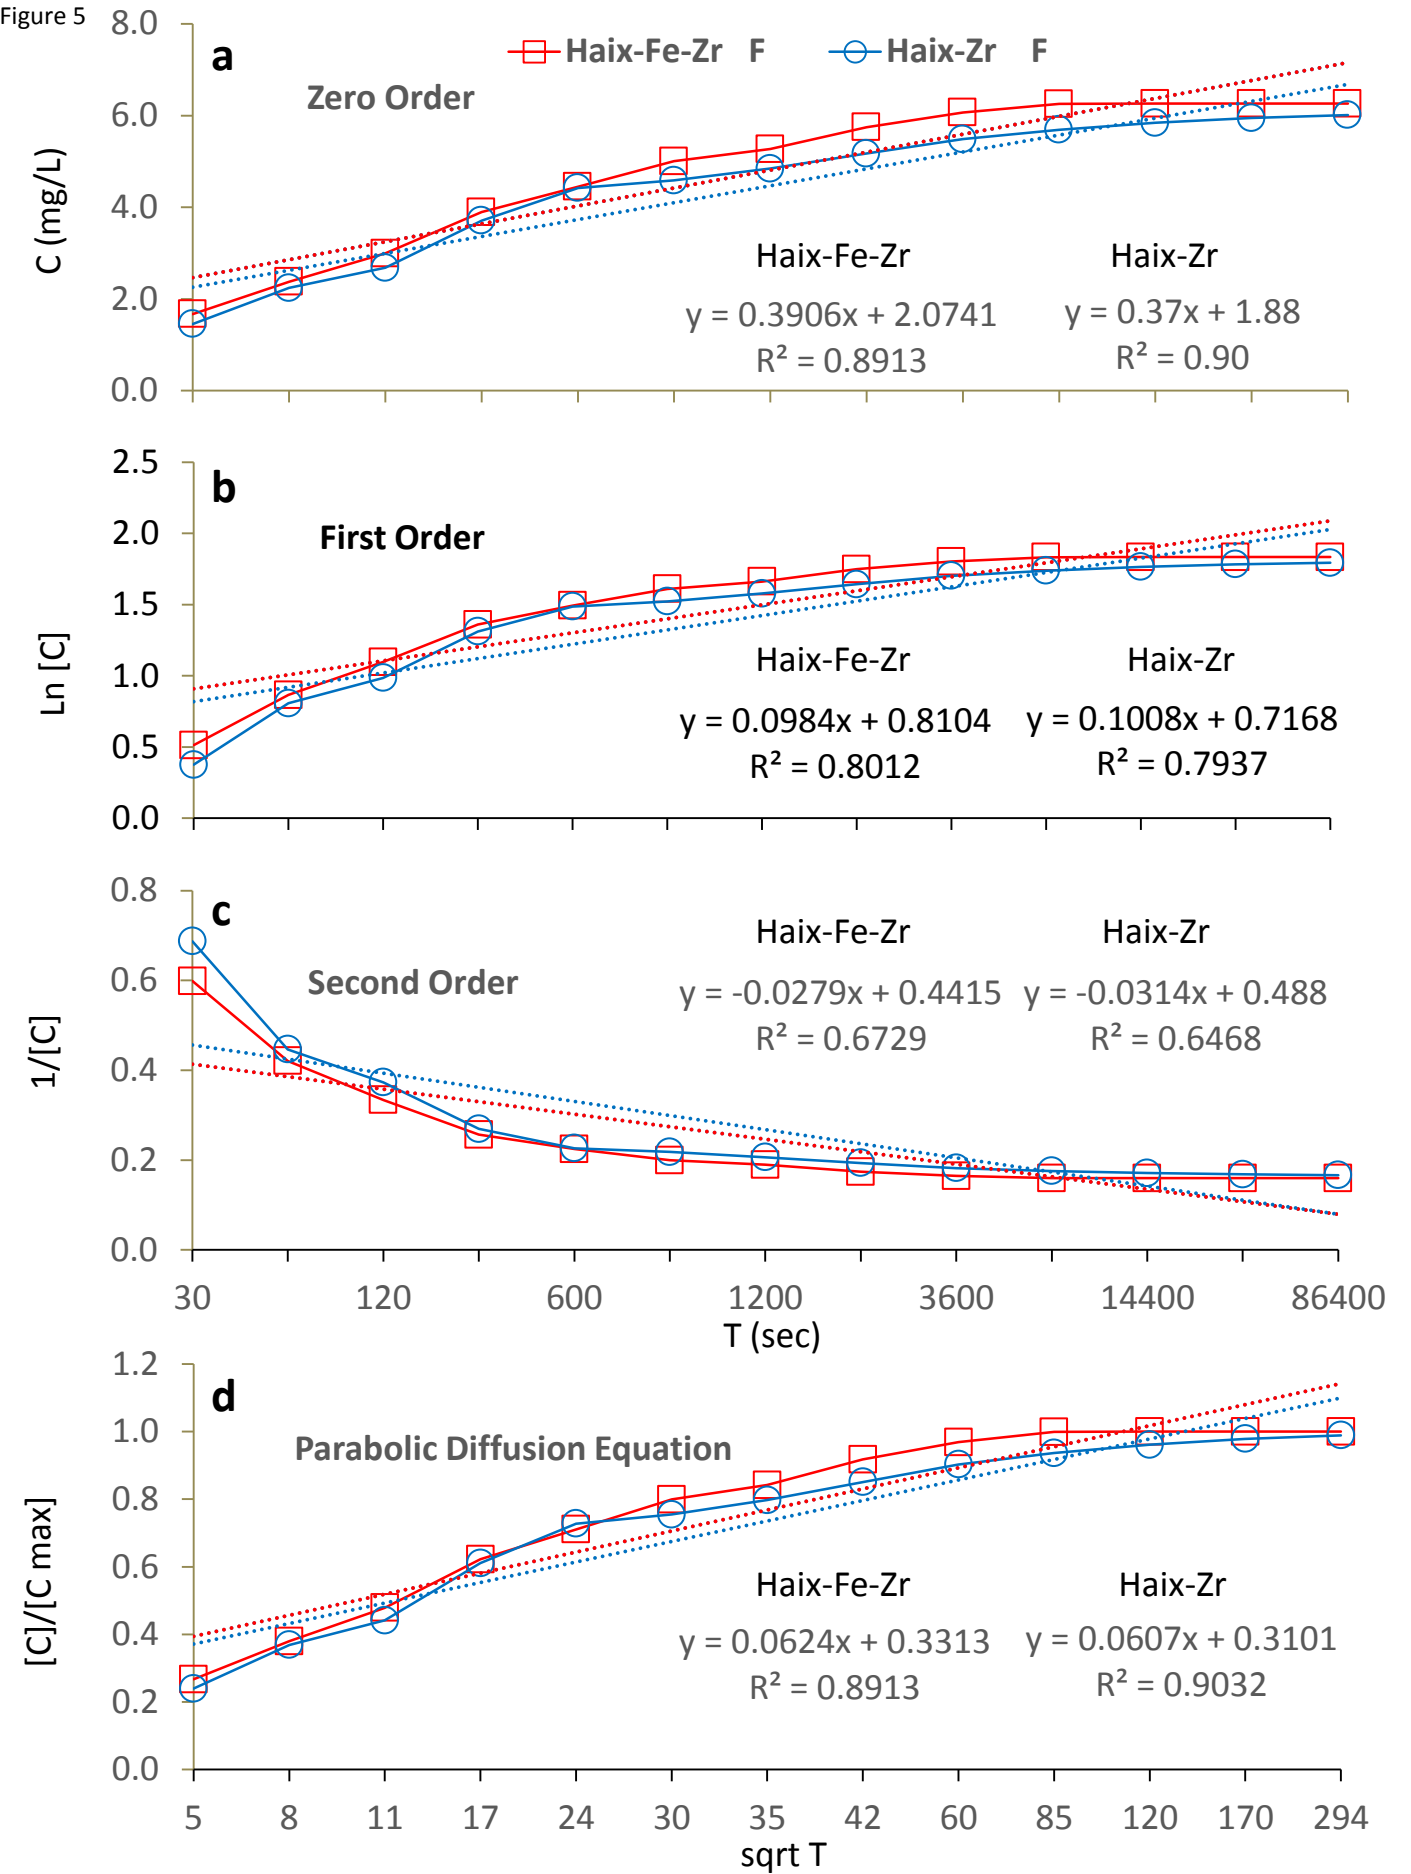 Figure 5
8.0
a
Haix-Fe-Zr F
Haix-Zr F
Zero Order
6.0
4.0
2.0
0.0
C (mg/L)
Haix-Fe-Zr
Haix-Zr
y = 0.3906x + 2.0741
y = 0.37x + 1.88
R² = 0.8913
R² = 0.90
2.5
b
2.0
First Order
1.5
1.0
0.5
0.0
Ln [C]
Haix-Fe-Zr
Haix-Zr
y = 0.0984x + 0.8104
y = 0.1008x + 0.7168
R² = 0.8012
R² = 0.7937
0.8
c
Haix-Fe-Zr
Haix-Zr
0.6
Second Order
y = -0.0279x + 0.4415
y = -0.0314x + 0.488
R² = 0.6729
R² = 0.6468
1/[C]
0.4
0.2
0.0
30 120 600 1200 3600 14400 86400
T (sec)
1.2
d
1.0
Parabolic Diffusion Equation
0.8
0.6
0.4
0.2
0.0
[C]/[C max]
Haix-Fe-Zr
Haix-Zr
y = 0.0624x + 0.3313
y = 0.0607x + 0.3101
R² = 0.8913
R² = 0.9032
5 8 11 17 24 30 35 42 60 85 120 170 294
sqrt T